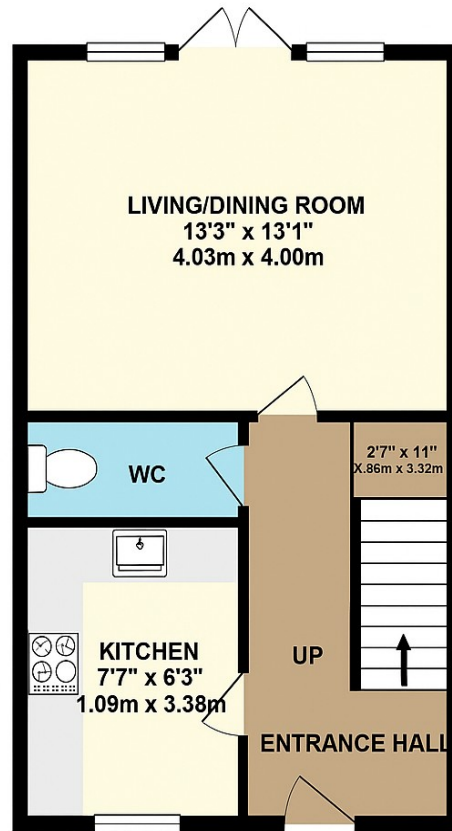 LIVING/DINING ROOM
13'3" x 13'1"
4.03m x 4.00m
WC
2'7" x 11"
X.86m x 3.32m
KITCHEN
7'7" x 6'3"
1.09m x 3.38m
UP
ENTRANCE HALL